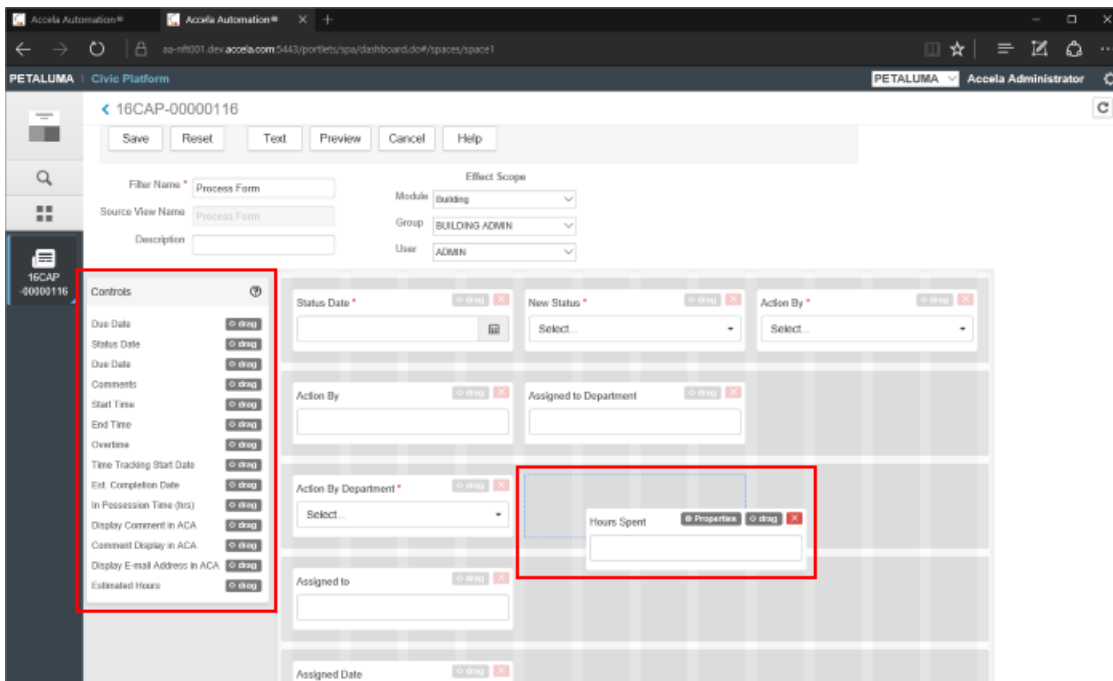 Accela Automation®
Accela Automation®
aa-nft001.dev.accela.com:5443/portlets/spa/dashboard.do#/spaces/space1
PETALUMA | Civic Platform
PETALUMA
Accela Administrator
16CAP-00000116
Save
Reset
Text
Preview
Cancel
Help
Filter Name *
Process Form
Source View Name
Process Form
Description
Effect Scope
Module
Building
Group
BUILDING ADMIN
User
ADMIN
16CAP
-00000116
Controls
Due Date drag
Status Date drag
Due Date drag
Comments drag
Start Time drag
End Time drag
Overtime drag
Time Tracking Start Date drag
Est. Completion Date drag
In Possession Time (hrs) drag
Display Comment in ACA drag
Comment Display in ACA drag
Display E-mail Address in ACA drag
Estimated Hours drag
Status Date * drag
New Status * drag
Select...
Action By * drag
Select...
Action By drag
Assigned to Department drag
Action By Department * drag
Select...
Hours Spent Properties drag
Assigned to drag
Assigned Date drag